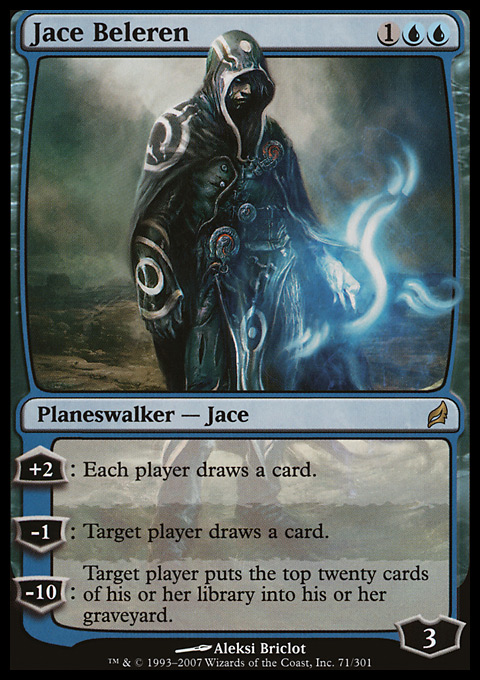 Jace Beleren 1
Planeswalker — Jace
+2 : Each player draws a card.
-1 : Target player draws a card.
-10 : Target player puts the top twenty cards
of his or her library into his or her
graveyard.
3
Aleksi Briclot
™ & © 1993–2007 Wizards of the Coast, Inc. 71/301